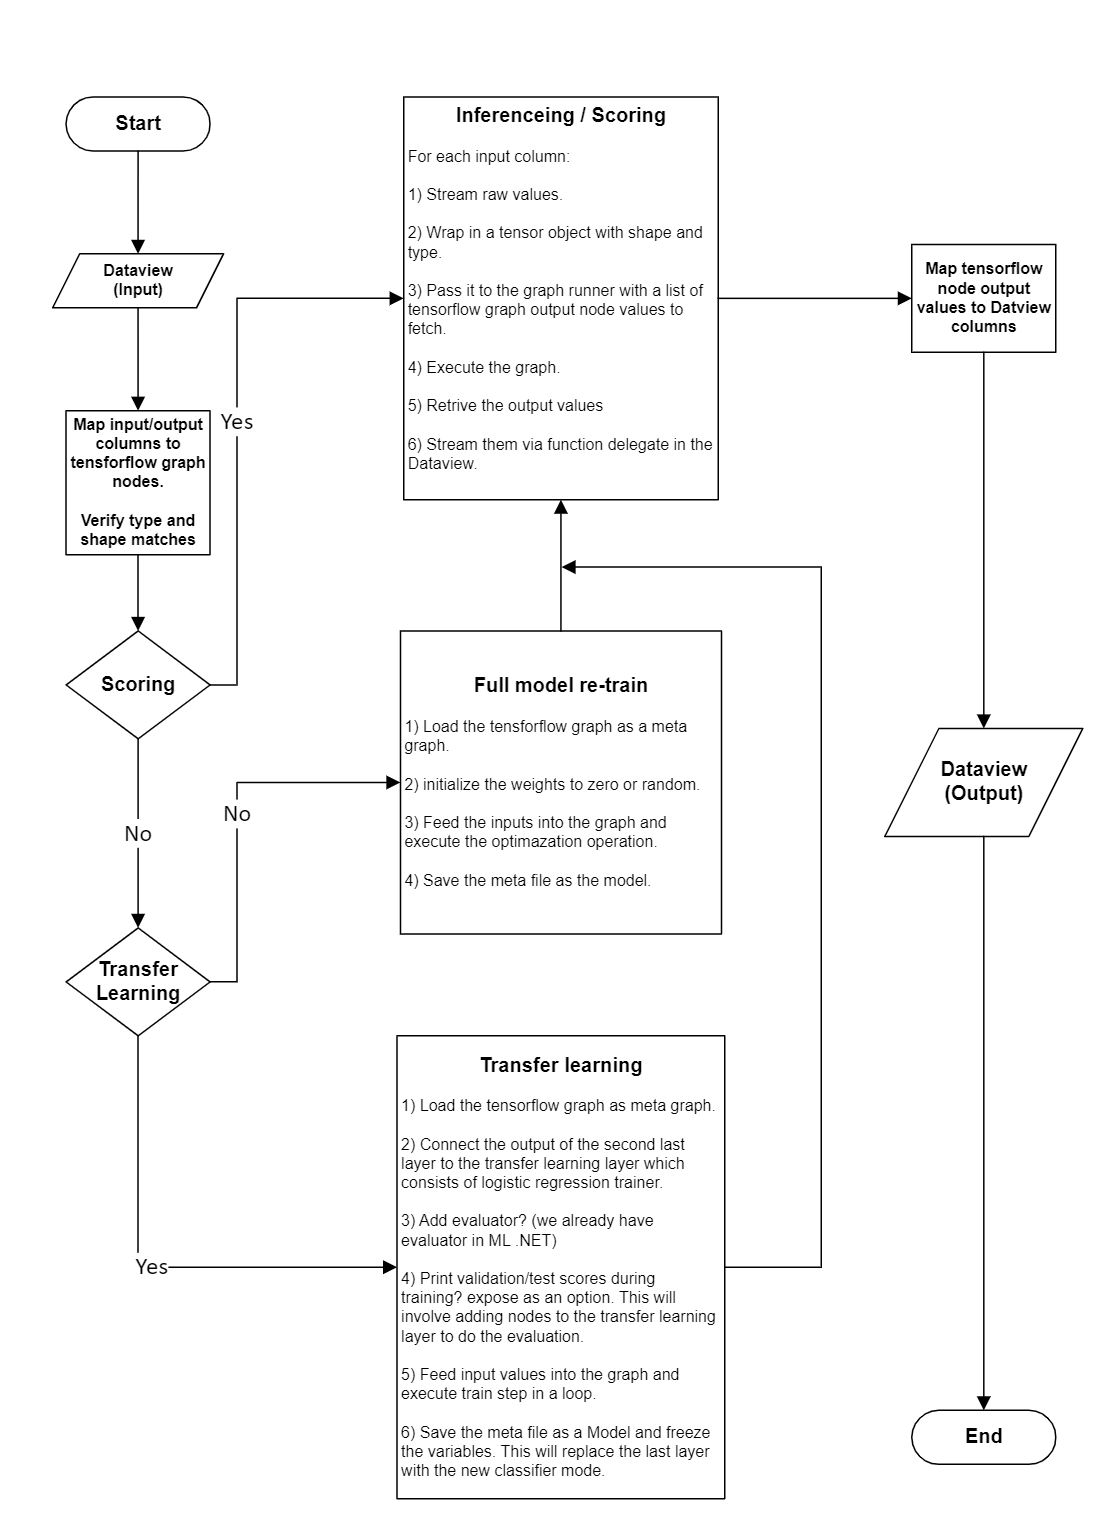 Start
Dataview
(Input)
Map input/output
columns to
tensforflow graph
nodes.
Verify type and
shape matches
Scoring
Yes
No
Transfer
Learning
No
Yes
Inferenceing / Scoring
For each input column:
1) Stream raw values.
2) Wrap in a tensor object with shape and
type.
3) Pass it to the graph runner with a list of
tensorflow graph output node values to
fetch.
4) Execute the graph.
5) Retrive the output values
6) Stream them via function delegate in the
Dataview.
Full model re-train
1) Load the tensforflow graph as a meta
graph.
2) initialize the weights to zero or random.
3) Feed the inputs into the graph and
execute the optimazation operation.
4) Save the meta file as the model.
Transfer learning
1) Load the tensorflow graph as meta graph.
2) Connect the output of the second last
layer to the transfer learning layer which
consists of logistic regression trainer.
3) Add evaluator? (we already have
evaluator in ML .NET)
4) Print validation/test scores during
training? expose as an option. This will
involve adding nodes to the transfer learning
layer to do the evaluation.
5) Feed input values into the graph and
execute train step in a loop.
6) Save the meta file as a Model and freeze
the variables. This will replace the last layer
with the new classifier mode.
Map tensorflow
node output
values to Datview
columns
Dataview
(Output)
End